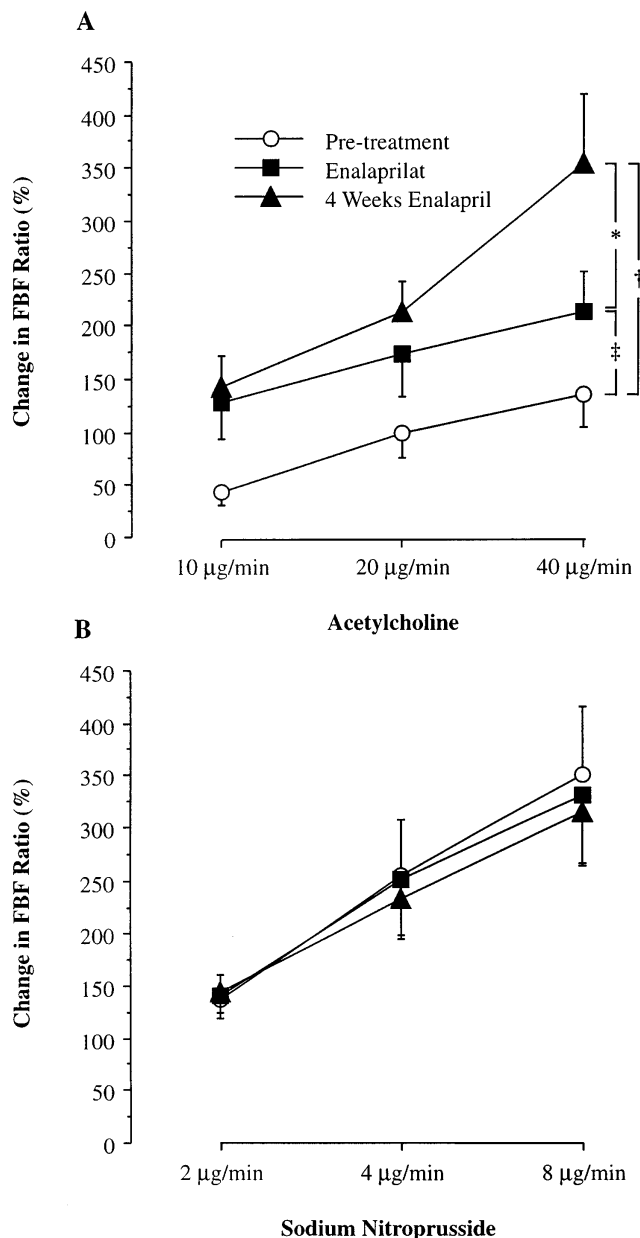 A
450
400
350
300
250
200
150
100
50
0
Change in FBF Ratio (%)
Pre-treatment
Enalaprilat
4 Weeks Enalapril
*
†
‡
10 µg/min 20 µg/min 40 µg/min
Acetylcholine
B
450
400
350
300
250
200
150
100
50
0
Change in FBF Ratio (%)
2 µg/min 4 µg/min 8 µg/min
Sodium Nitroprusside